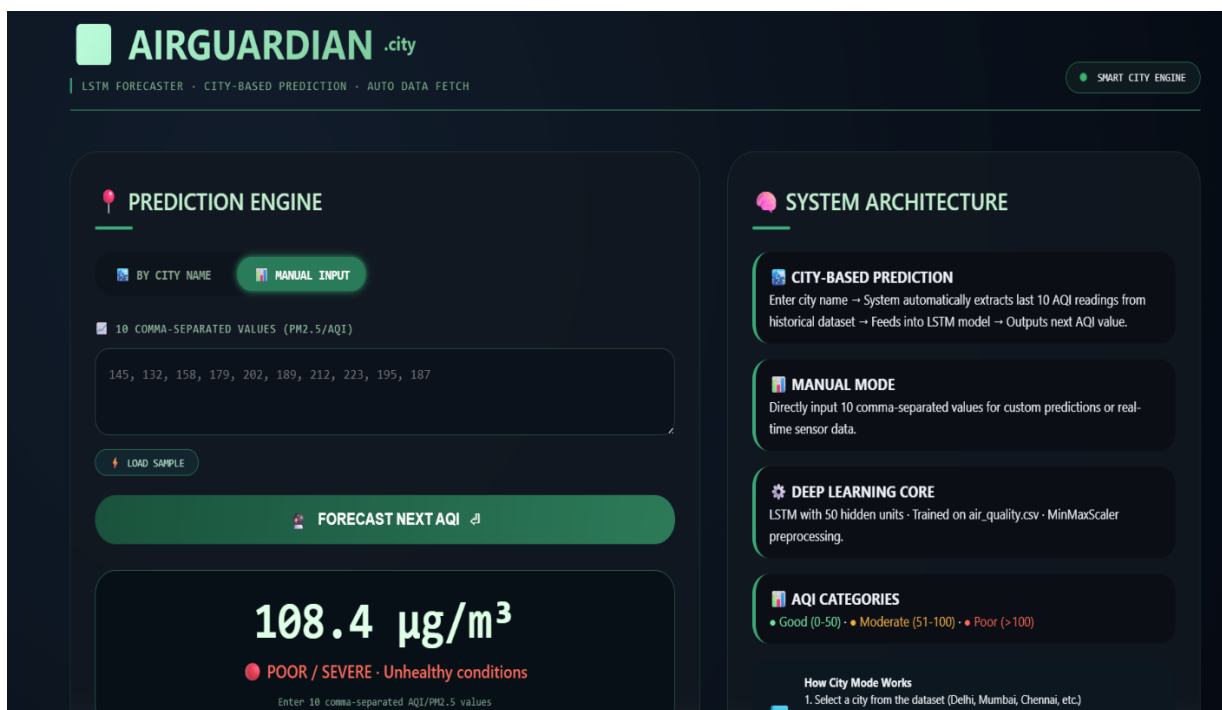 AIRGUARDIAN .city
LSTM FORECASTER · CITY-BASED PREDICTION · AUTO DATA FETCH
SMART CITY ENGINE
PREDICTION ENGINE
BY CITY NAME
MANUAL INPUT
10 COMMA-SEPARATED VALUES (PM2.5/AQI)
145, 132, 158, 179, 202, 189, 212, 223, 195, 187
LOAD SAMPLE
FORECAST NEXT AQI
108.4 µg/m³
POOR / SEVERE · Unhealthy conditions
Enter 10 comma-separated AQI/PM2.5 values
SYSTEM ARCHITECTURE
CITY-BASED PREDICTION
Enter city name → System automatically extracts last 10 AQI readings from
historical dataset → Feeds into LSTM model → Outputs next AQI value.
MANUAL MODE
Directly input 10 comma-separated values for custom predictions or real-
time sensor data.
DEEP LEARNING CORE
LSTM with 50 hidden units · Trained on air_quality.csv · MinMaxScaler
preprocessing.
AQI CATEGORIES
● Good (0-50) · ● Moderate (51-100) · ● Poor (>100)
How City Mode Works
1. Select a city from the dataset (Delhi, Mumbai, Chennai, etc.)